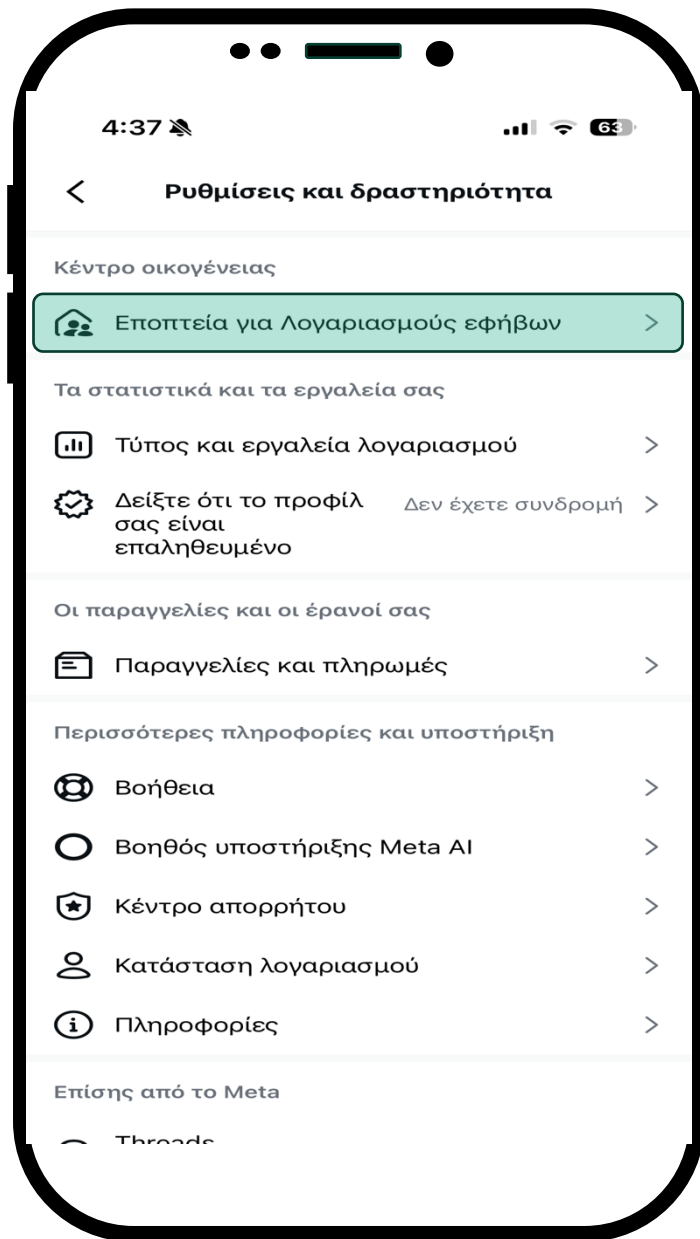 4:37
63
Ρυθμίσεις και δραστηριότητα
Κέντρο οικογένειας
Εποπτεία για Λογαριασμούς εφήβων
Τα στατιστικά και τα εργαλεία σας
Τύπος και εργαλεία λογαριασμού
Δείξτε ότι το προφίλ
Δεν έχετε συνδρομή
σας είναι
επαληθευμένο
Οι παραγγελίες και οι έρανοί σας
Παραγγελίες και πληρωμές
Περισσότερες πληροφορίες και υποστήριξη
Βοήθεια
Βοηθός υποστήριξης Meta AI
Κέντρο απορρήτου
Κατάσταση λογαριασμού
Πληροφορίες
Επίσης από το Meta
Threads